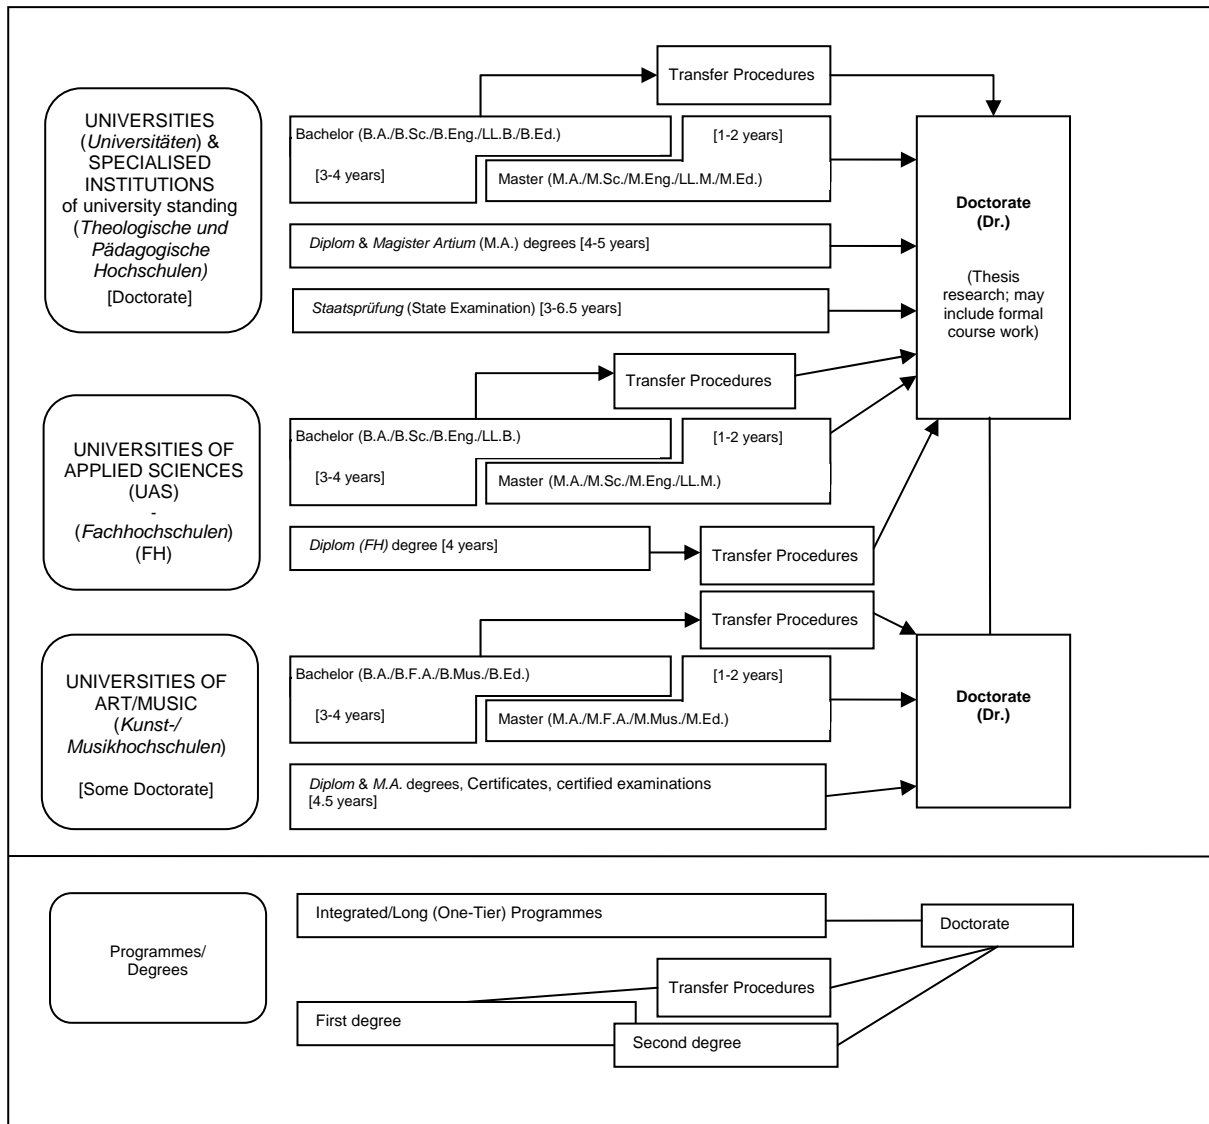 Transfer Procedures
UNIVERSITIES
(Universitäten) &
SPECIALISED
INSTITUTIONS
of university standing
(Theologische und
Pädagogische
Hochschulen)
[Doctorate]
Bachelor (B.A./B.Sc./B.Eng./LL.B./B.Ed.)
[3-4 years]
[1-2 years]
Master (M.A./M.Sc./M.Eng./LL.M./M.Ed.)
Diplom & Magister Artium (M.A.) degrees [4-5 years]
Staatsprüfung (State Examination) [3-6.5 years]
Doctorate
(Dr.)
(Thesis
research; may
include formal
course work)
Transfer Procedures
UNIVERSITIES OF
APPLIED SCIENCES
(UAS)
-
(Fachhochschulen)
(FH)
Bachelor (B.A./B.Sc./B.Eng./LL.B.)
[3-4 years]
[1-2 years]
Master (M.A./M.Sc./M.Eng./LL.M.)
Diplom (FH) degree [4 years]
Transfer Procedures
Transfer Procedures
UNIVERSITIES OF
ART/MUSIC
(Kunst-/
Musikhochschulen)
[Some Doctorate]
Bachelor (B.A./B.F.A./B.Mus./B.Ed.)
[3-4 years]
[1-2 years]
Master (M.A./M.F.A./M.Mus./M.Ed.)
Diplom & M.A. degrees, Certificates, certified examinations
[4.5 years]
Doctorate
(Dr.)
Programmes/
Degrees
Integrated/Long (One-Tier) Programmes
Doctorate
Transfer Procedures
First degree
Second degree